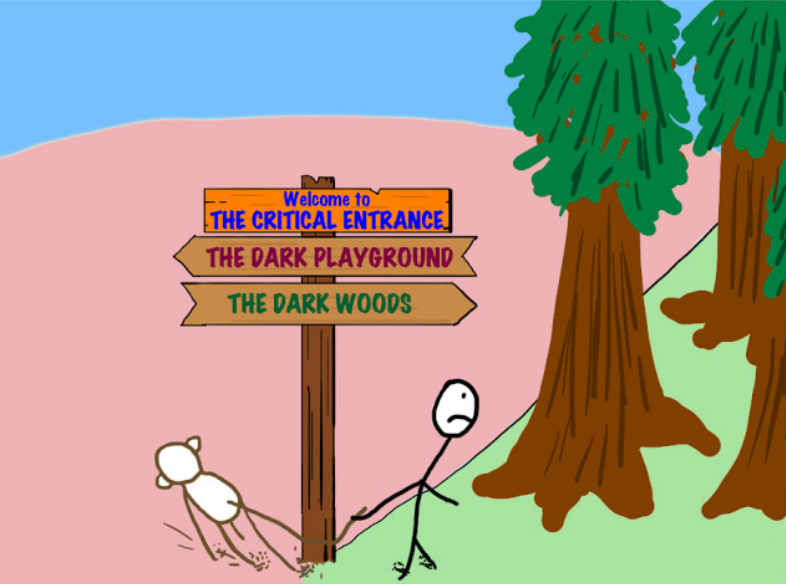 Welcome to
THE CRITICAL ENTRANCE
THE DARK PLAYGROUND
THE DARK WOODS